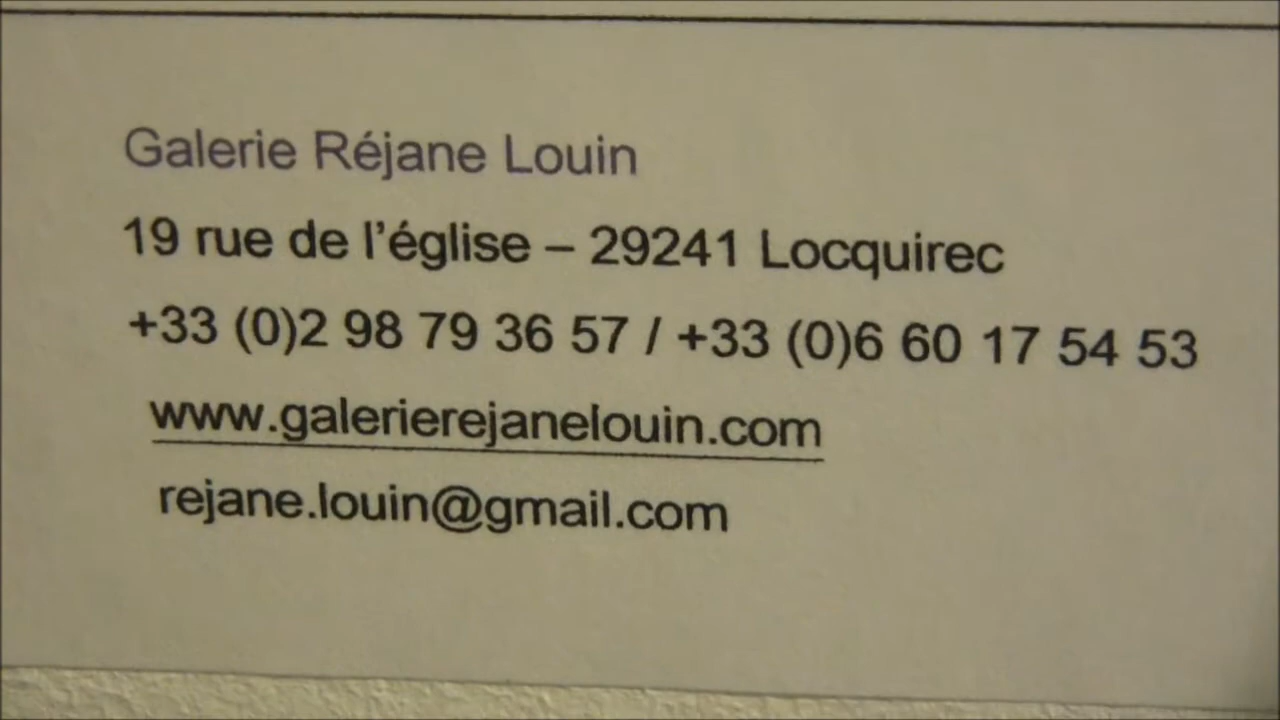 Galerie Réjane Louin
19 rue de l'église – 29241 Locquirec
+33 (0)2 98 79 36 57 / +33 (0)6 60 17 54 53
www.galerierejanelouin.com
rejane.louin@gmail.com